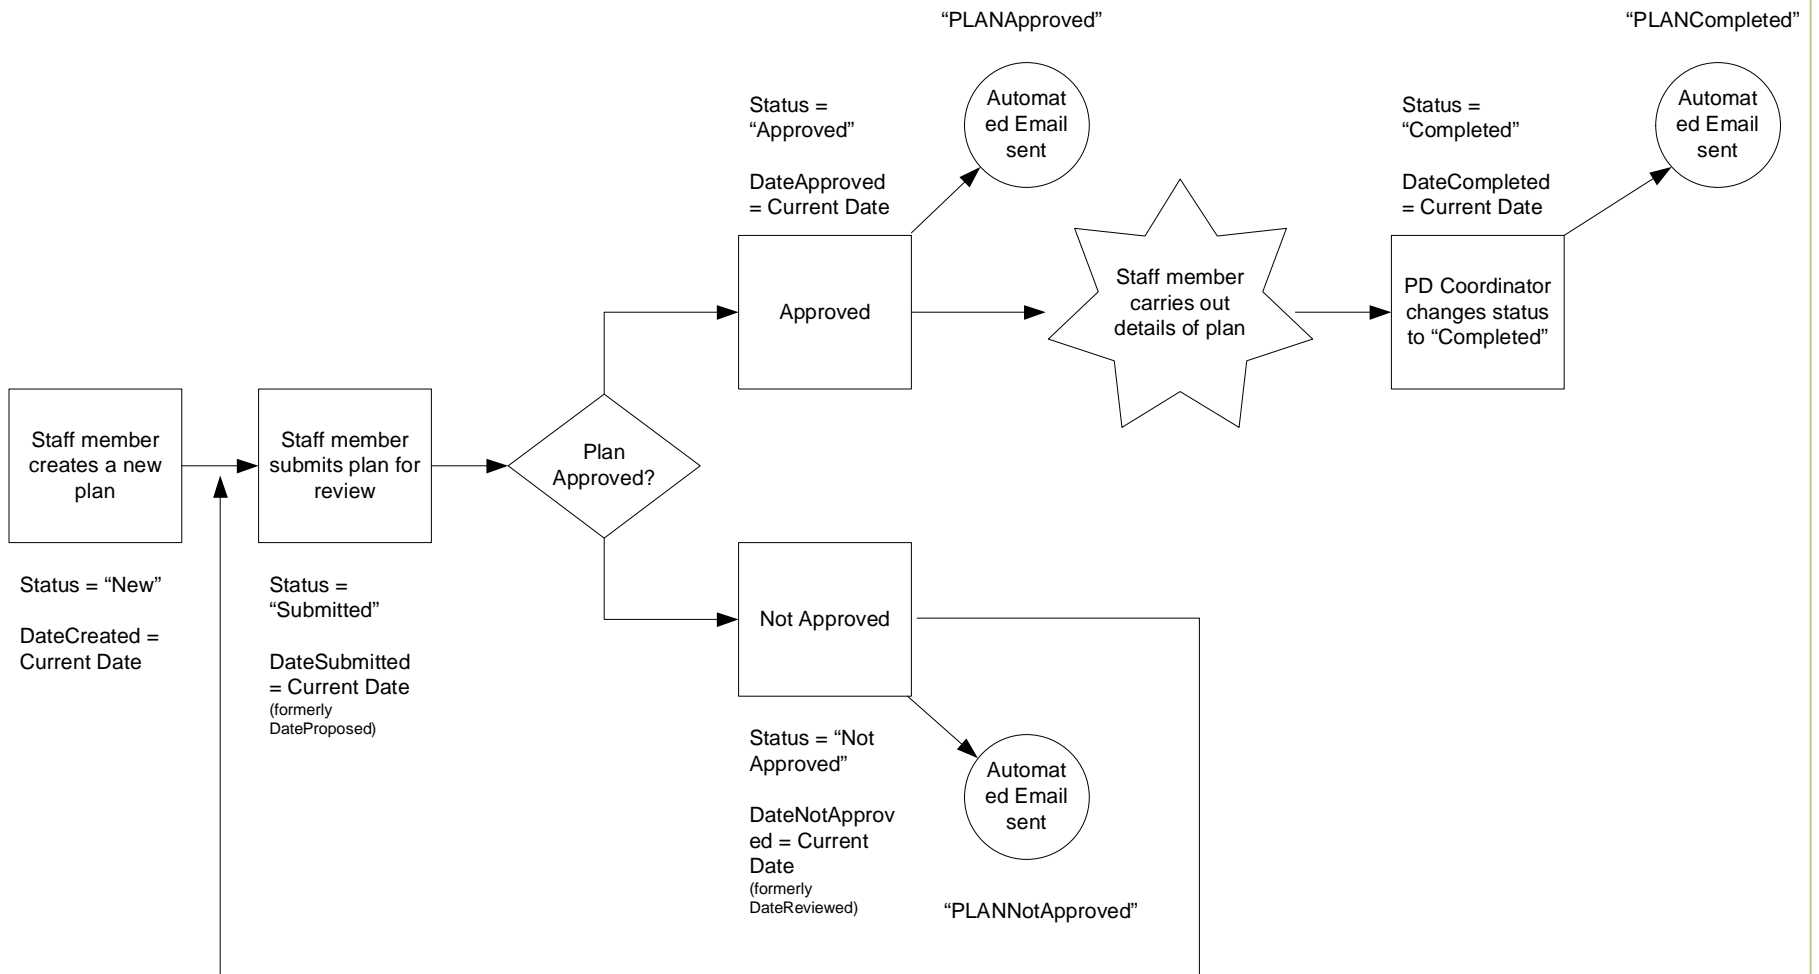 “PLANApproved”
“PLANCompleted”
Status =
“Approved”
DateApproved
= Current Date
Automat
ed Email
sent
Status =
“Completed”
DateCompleted
= Current Date
Automat
ed Email
sent
Approved
Staff member
carries out
details of plan
PD Coordinator
changes status
to “Completed”
Staff member
creates a new
plan
Staff member
submits plan for
review
Plan
Approved?
Status = “New”
DateCreated =
Current Date
Status =
“Submitted”
DateSubmitted
= Current Date
(formerly
DateProposed)
Not Approved
Status = “Not
Approved”
DateNotApprov
ed = Current
Date
(formerly
DateReviewed)
Automat
ed Email
sent
“PLANNotApproved”